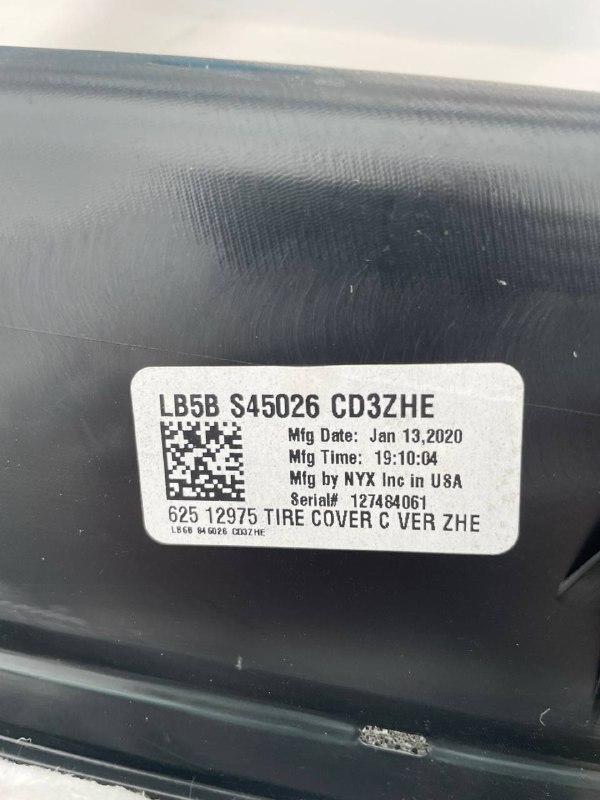 LB5B S45026 CD3ZHE
Mfg Date: Jan 13,2020
Mfg Time: 19:10:04
Mfg by NYX Inc in USA
Serial# 127484061
625 12975 TIRE COVER C VER ZHE
LB5B S45026 CD3ZHE